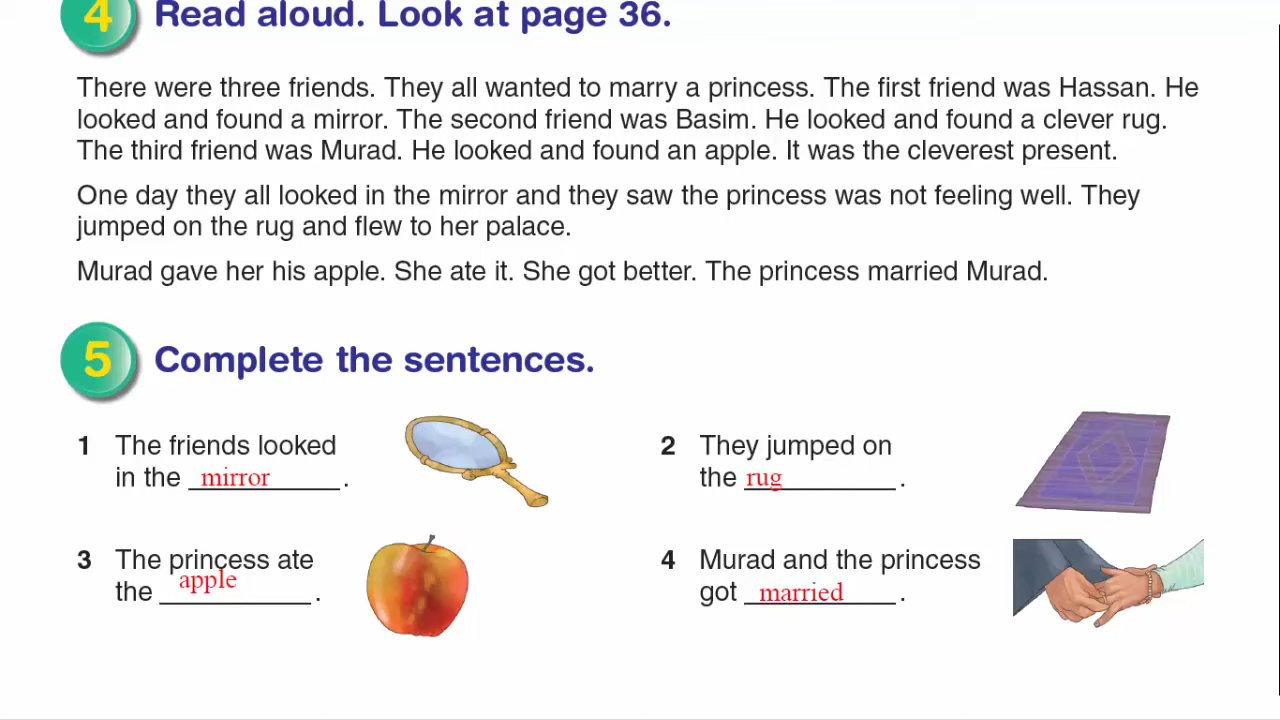 4 Read aloud. Look at page 36.
There were three friends. They all wanted to marry a princess. The first friend was Hassan. He
looked and found a mirror. The second friend was Basim. He looked and found a clever rug.
The third friend was Murad. He looked and found an apple. It was the cleverest present.
One day they all looked in the mirror and they saw the princess was not feeling well. They
jumped on the rug and flew to her palace.
Murad gave her his apple. She ate it. She got better. The princess married Murad.
5 Complete the sentences.
1 The friends looked
in the mirror.
2 They jumped on
the rug.
3 The princess ate
the apple.
4 Murad and the princess
got married.